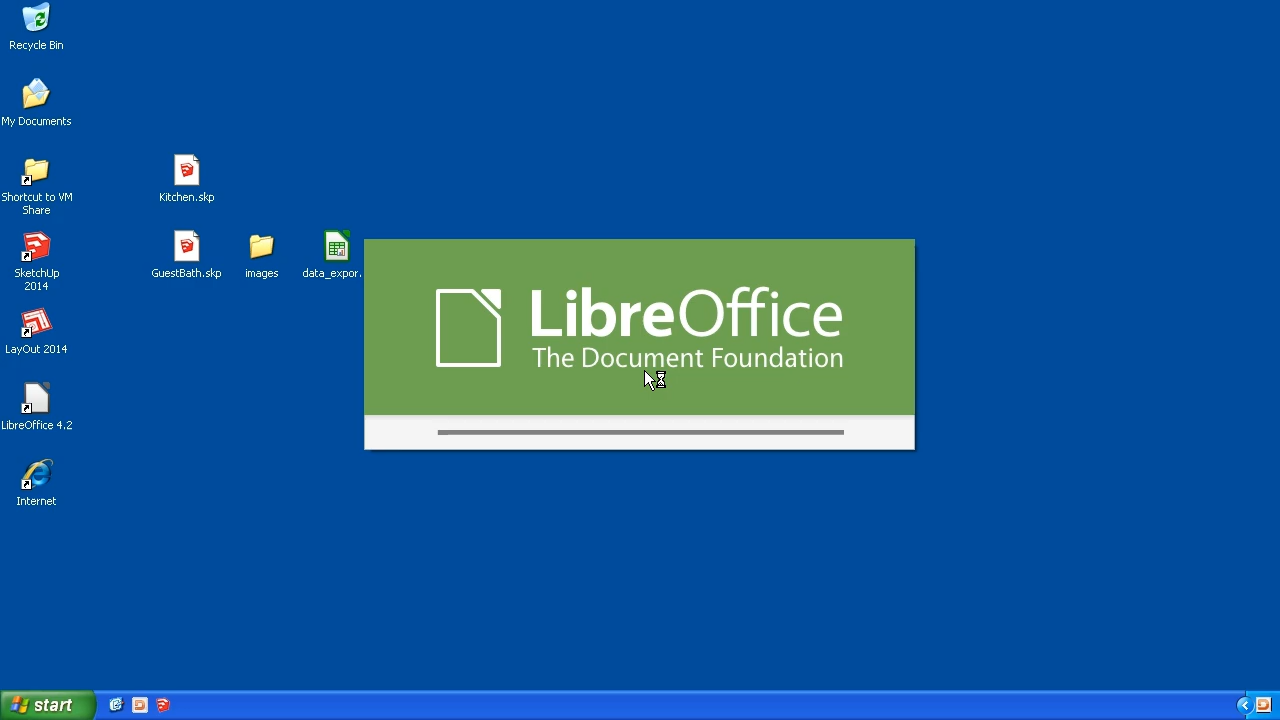 Recycle Bin
My Documents
Shortcut to VM
Share
SketchUp
2014
LayOut 2014
LibreOffice 4.2
Internet
Kitchen.skp
GuestBath.skp
images
data_expor.
LibreOffice
The Document Foundation
start